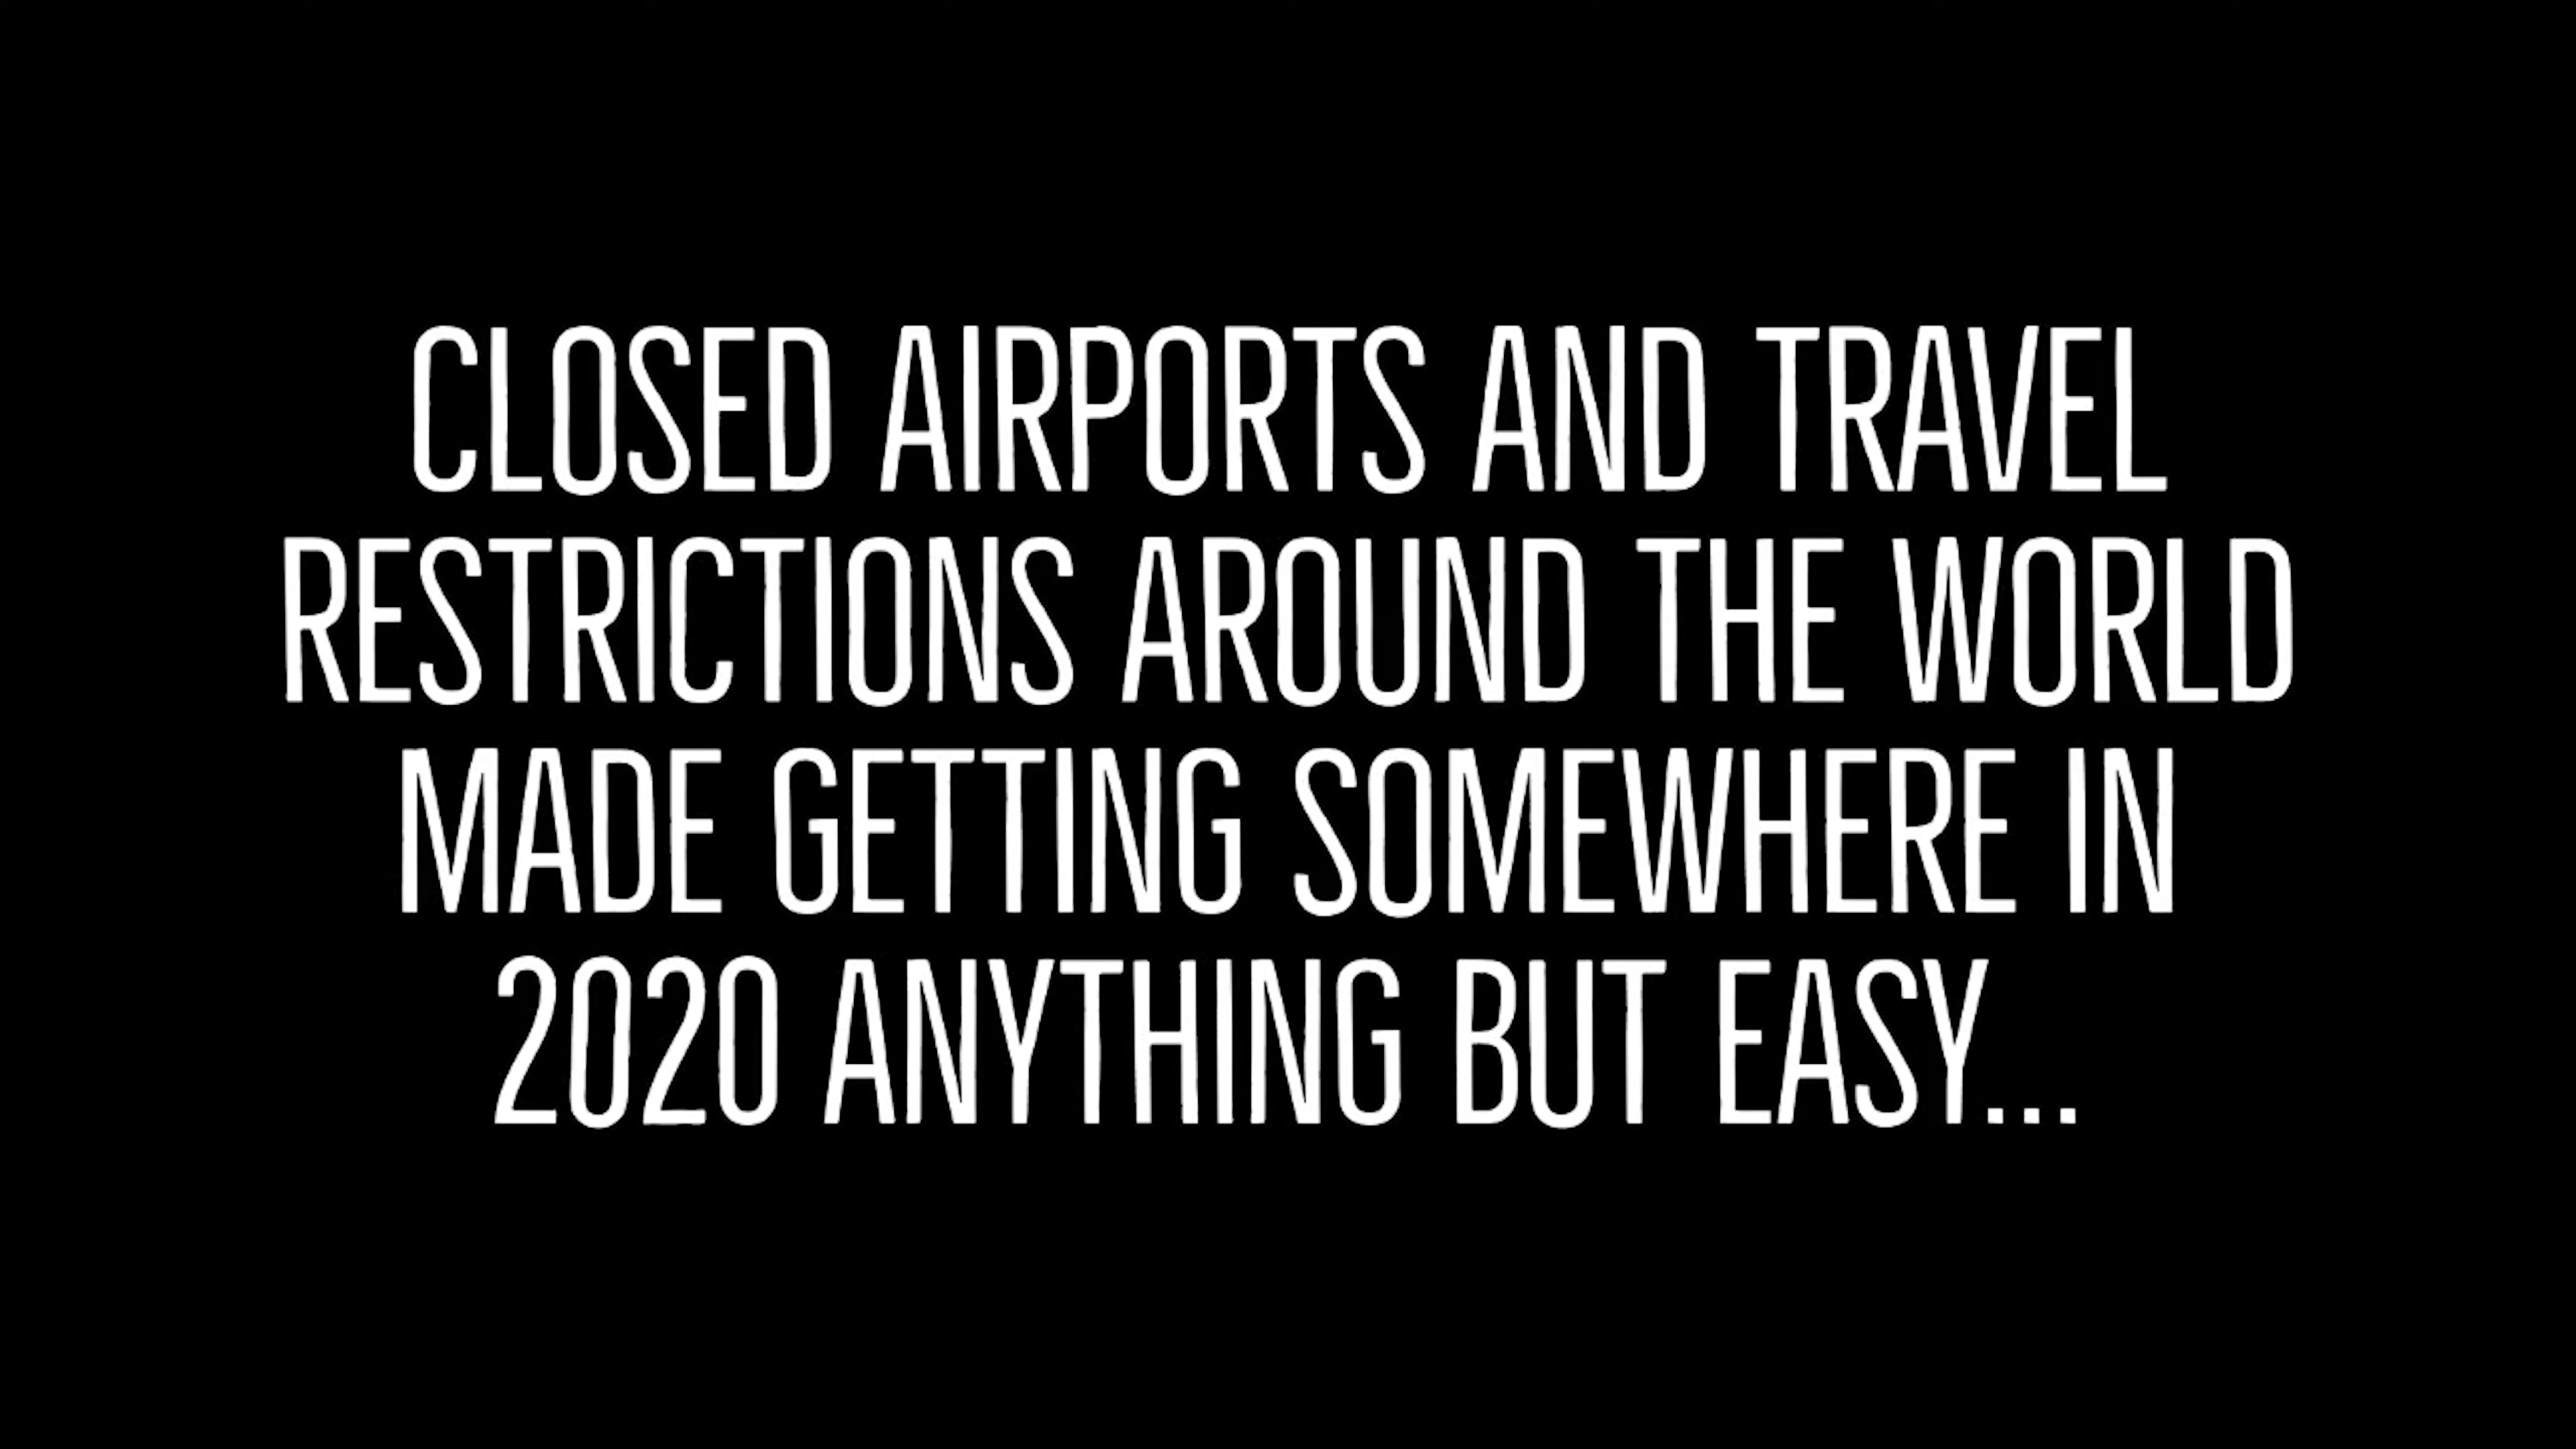 CLOSED AIRPORTS AND TRAVEL
RESTRICTIONS AROUND THE WORLD
MADE GETTING SOMEWHERE IN
2020 ANYTHING BUT EASY...